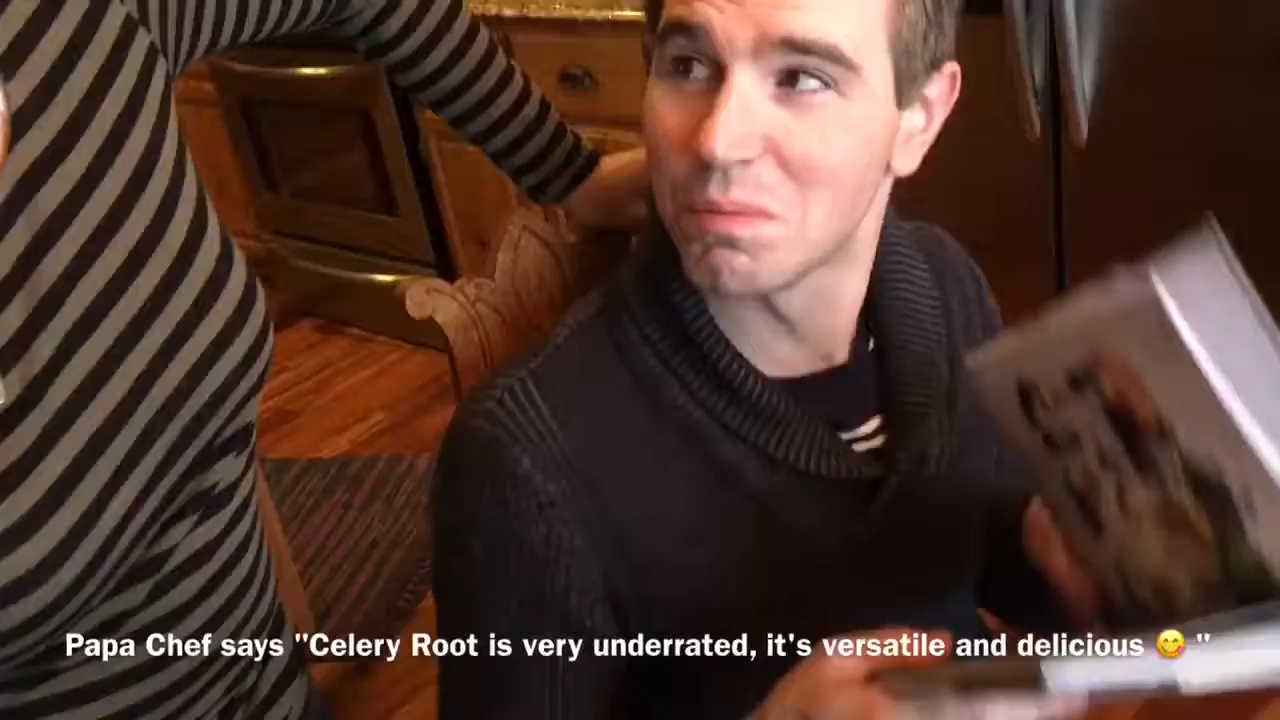 Papa Chef says "Celery Root is very underrated, it's versatile and delicious 😋 "